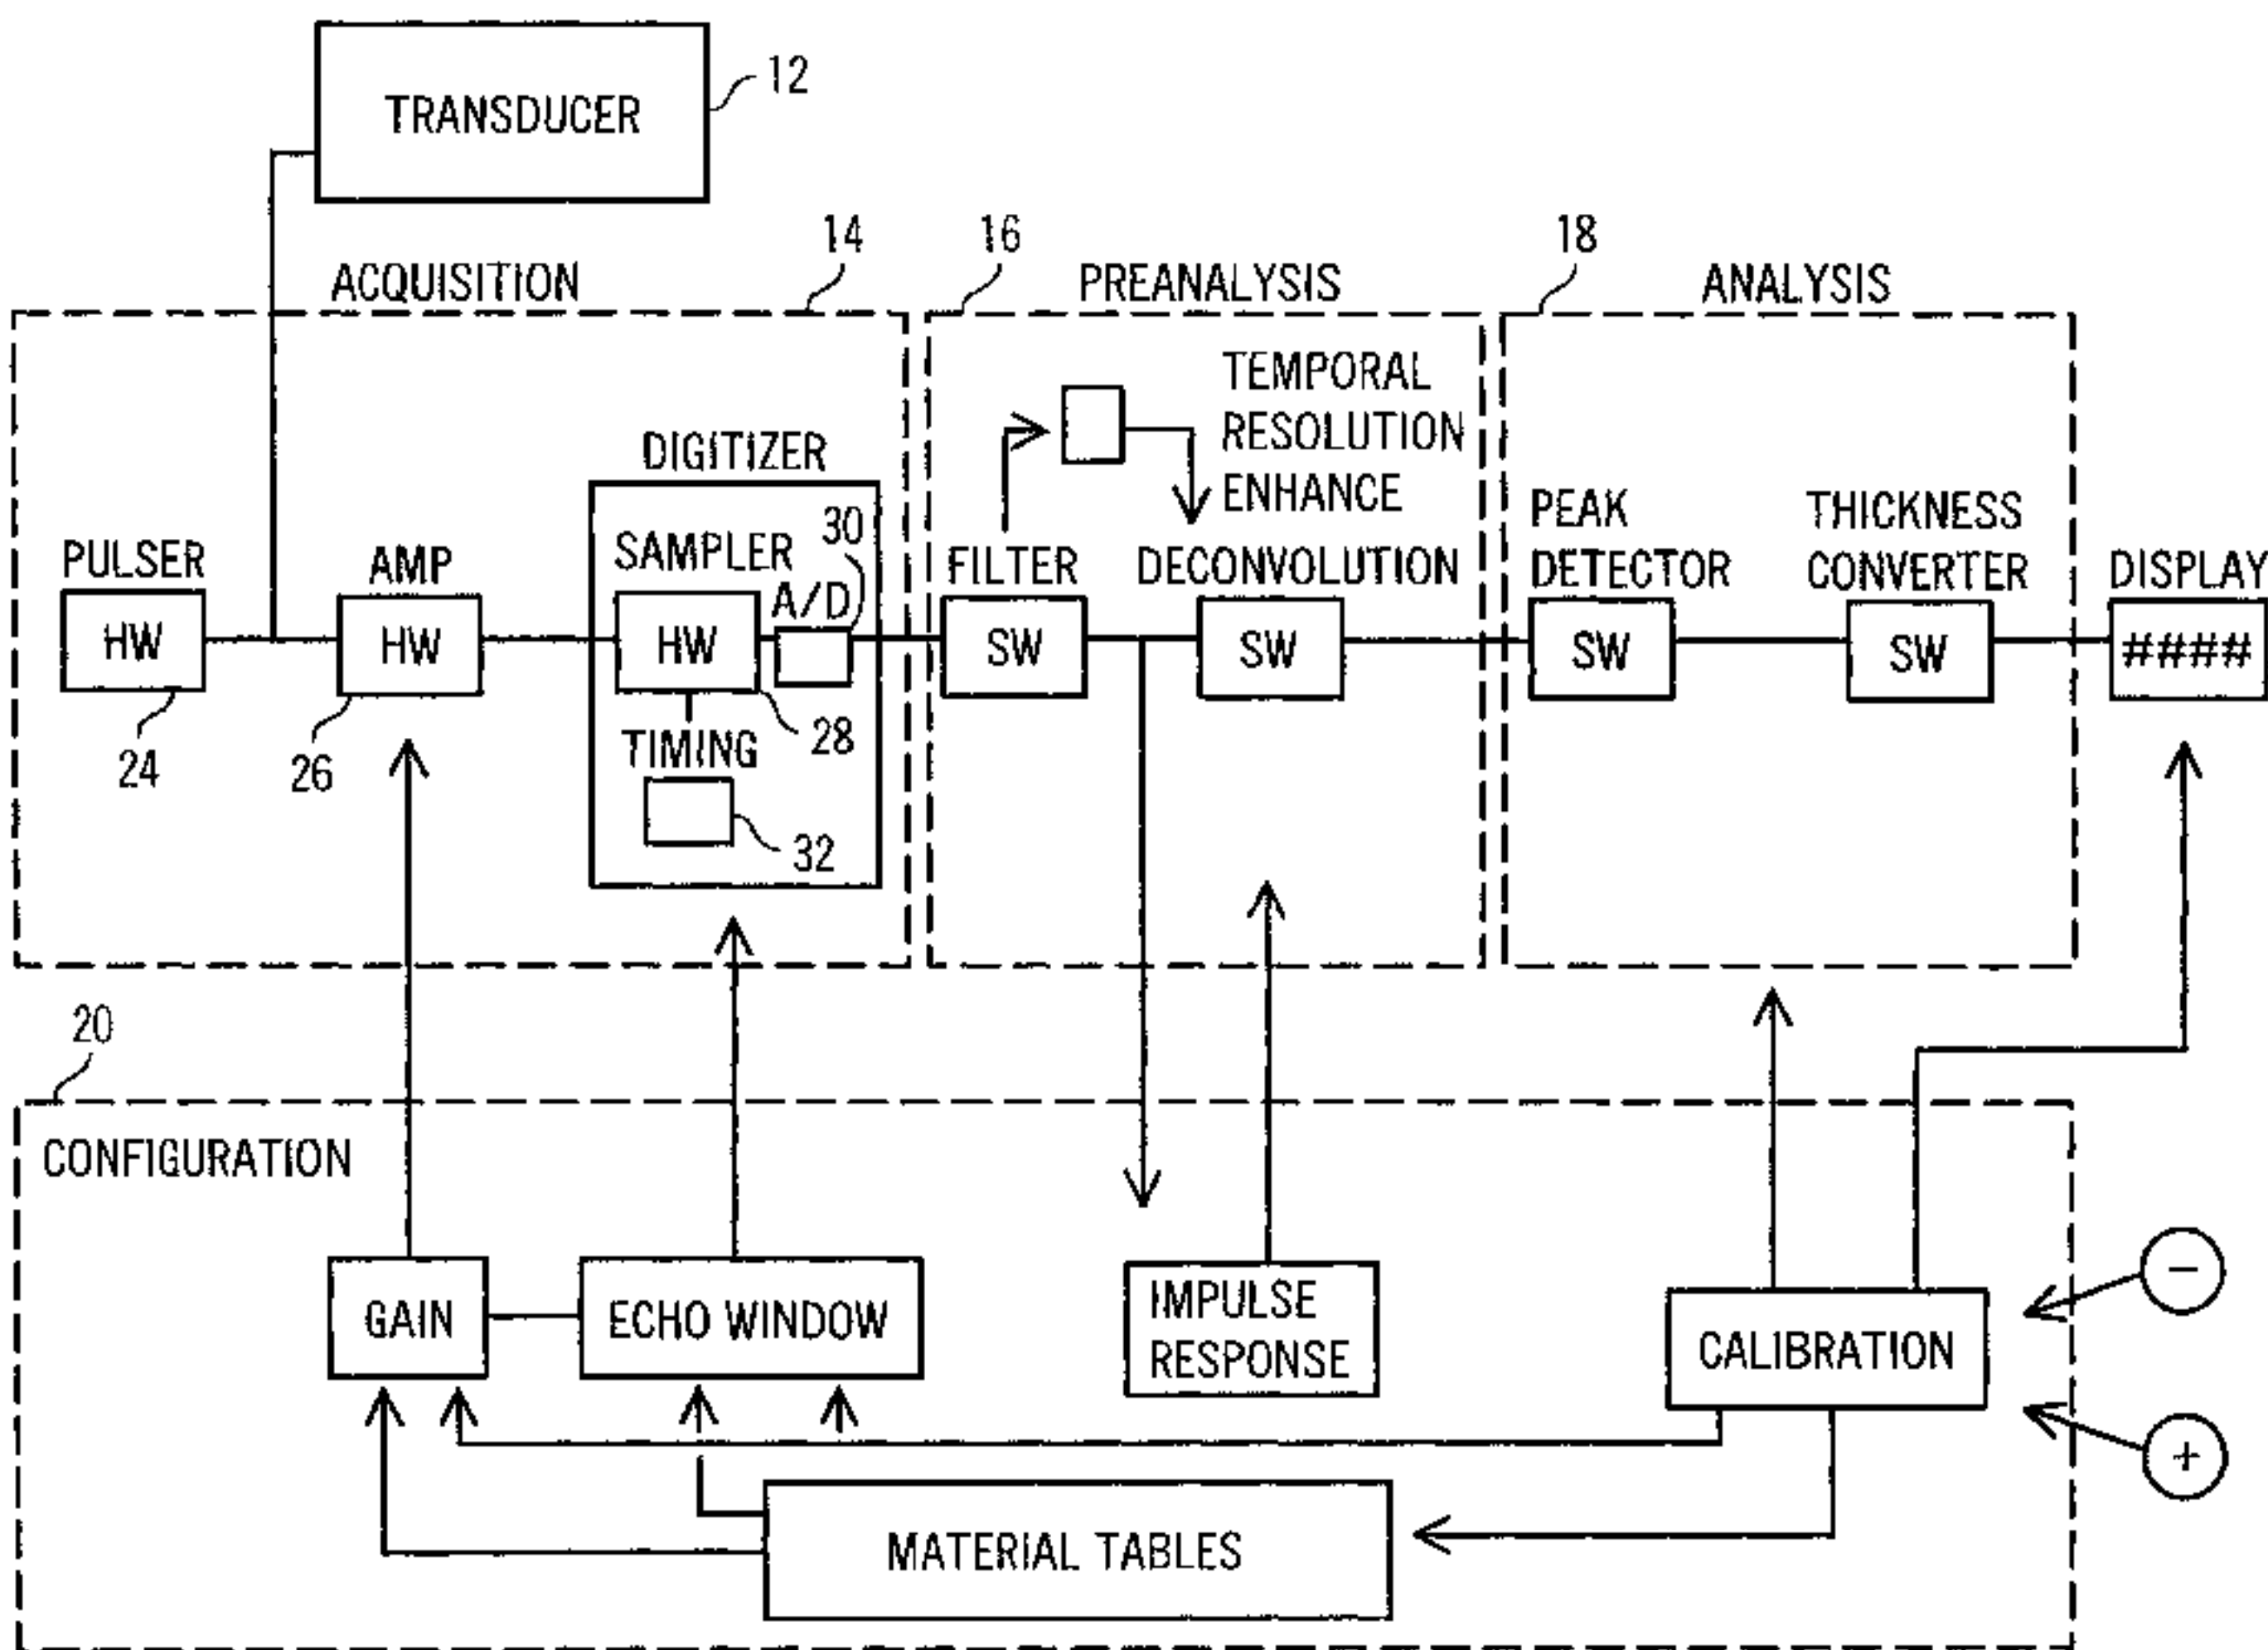 TRANSDUCER
12
ACQUISITION
14
16
PREANALYSIS
18
ANALYSIS
TEMPORAL
RESOLUTION
ENHANCE
DIGITIZER
PULSER
HW
24
AMP
HW
26
SAMPLER
HW
28
A/D
30
TIMING
32
FILTER
SW
DECONVOLUTION
SW
PEAK
DETECTOR
SW
THICKNESS
CONVERTER
SW
DISPLAY
####
20
CONFIGURATION
GAIN
ECHO WINDOW
IMPULSE
RESPONSE
CALIBRATION
−
+
MATERIAL TABLES